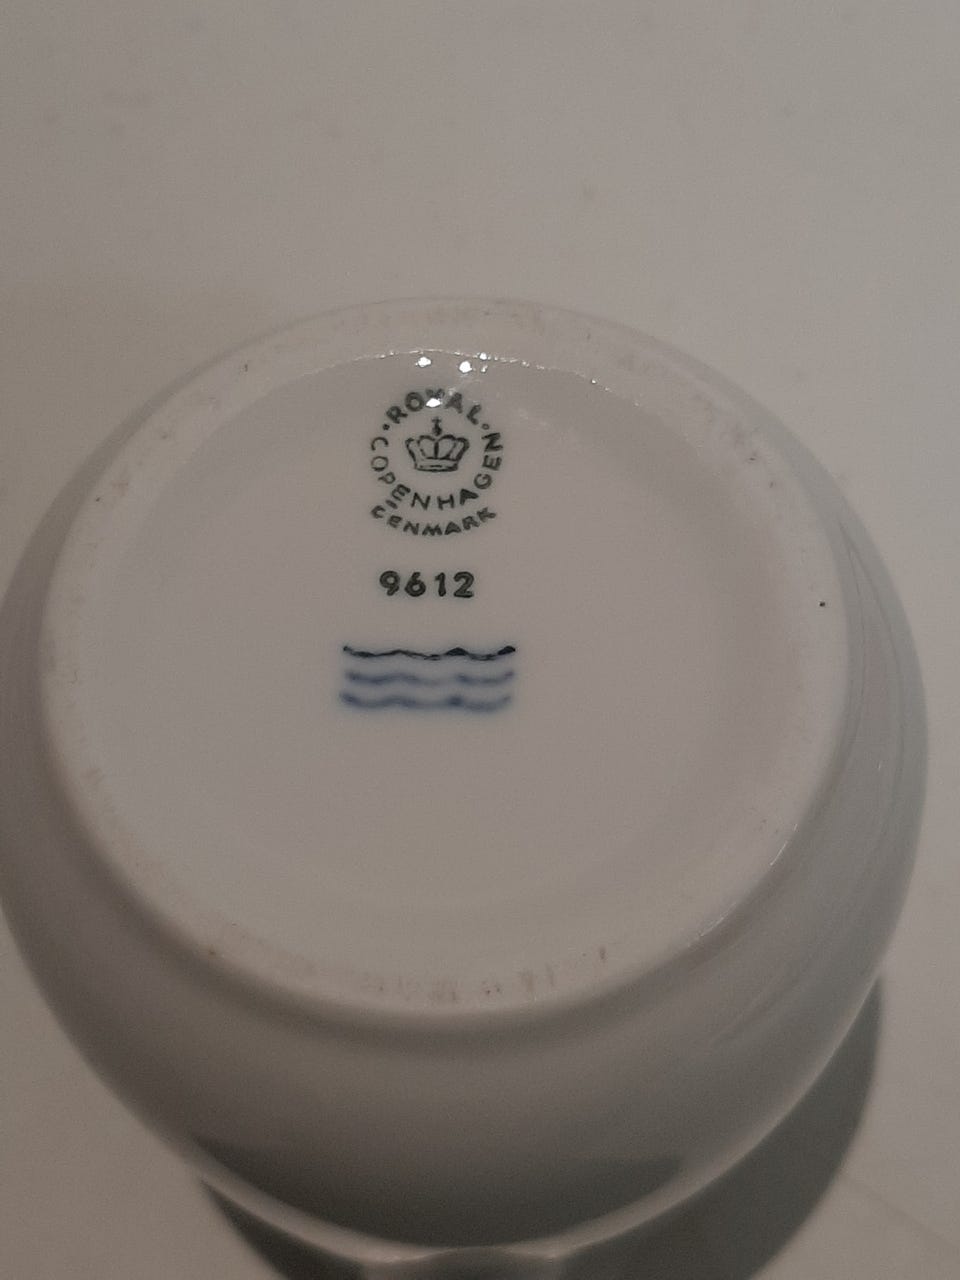 ROYAL
COPENHAGEN
DENMARK
9612